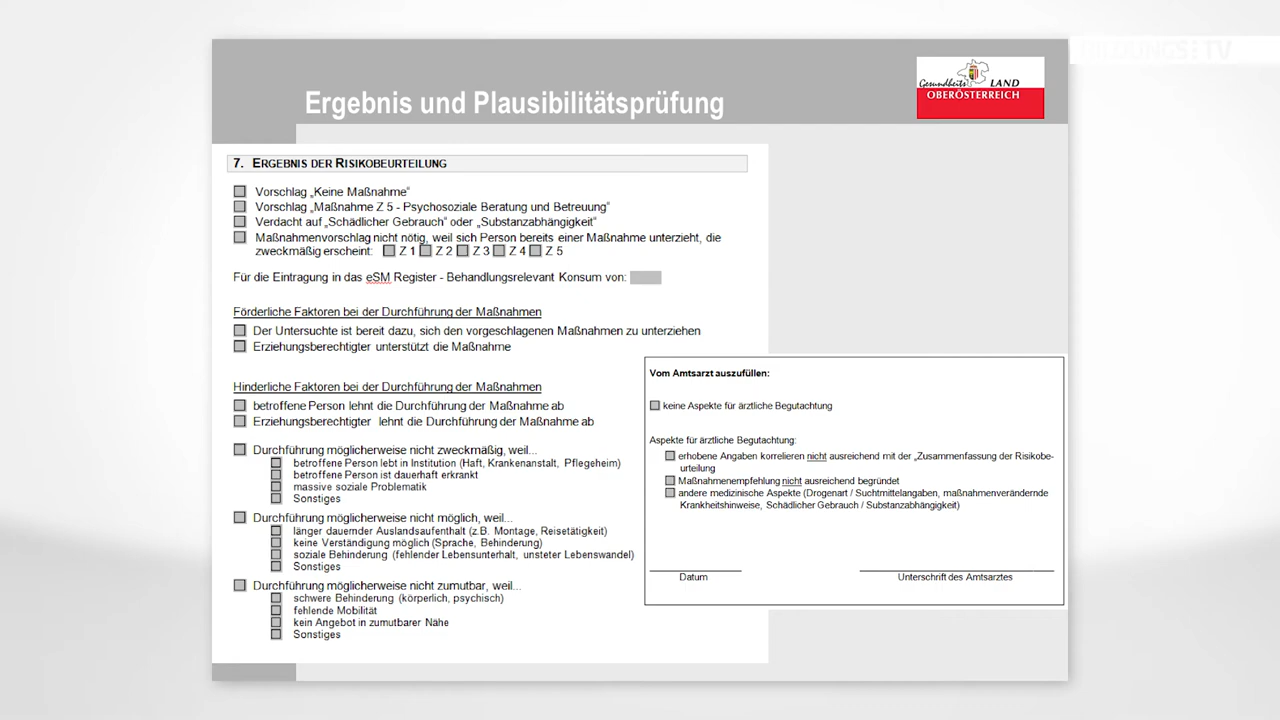 BILDUNGS TV
Ergebnis und Plausibilitätsprüfung
Gesundheits LAND
OBERÖSTERREICH
7. ERGEBNIS DER RISIKOBEURTEILUNG
Vorschlag „Keine Maßnahme“
Vorschlag „Maßnahme Z 5 - Psychosoziale Beratung und Betreuung“
Verdacht auf „Schädlicher Gebrauch“ oder „Substanzabhängigkeit“
Maßnahmenvorschlag nicht nötig, weil sich Person bereits einer Maßnahme unterzieht, die
zweckmäßig erscheint: Z 1 Z 2 Z 3 Z 4 Z 5
Für die Eintragung in das eSM Register - Behandlungsrelevant Konsum von:
Förderliche Faktoren bei der Durchführung der Maßnahmen
Der Untersuchte ist bereit dazu, sich den vorgeschlagenen Maßnahmen zu unterziehen
Erziehungsberechtigter unterstützt die Maßnahme
Hinderliche Faktoren bei der Durchführung der Maßnahmen
betroffene Person lehnt die Durchführung der Maßnahme ab
Erziehungsberechtigter lehnt die Durchführung der Maßnahme ab
Durchführung möglicherweise nicht zweckmäßig, weil...
betroffene Person lebt in Institution (Haft, Krankenanstalt, Pflegeheim)
betroffene Person ist dauerhaft erkrankt
massive soziale Problematik
Sonstiges
Durchführung möglicherweise nicht möglich, weil...
länger dauernder Auslandsaufenthalt (z.B. Montage, Reisetätigkeit)
keine Verständigung möglich (Sprache, Behinderung)
soziale Behinderung (fehlender Lebensunterhalt, unsteter Lebenswandel)
Sonstiges
Durchführung möglicherweise nicht zumutbar, weil...
schwere Behinderung (körperlich, psychisch)
fehlende Mobilität
kein Angebot in zumutbarer Nähe
Sonstiges
Vom Amtsarzt auszufüllen:
keine Aspekte für ärztliche Begutachtung
Aspekte für ärztliche Begutachtung:
erhobene Angaben korrelieren nicht ausreichend mit der „Zusammenfassung der Risikobe-
urteilung
Maßnahmenempfehlung nicht ausreichend begründet
andere medizinische Aspekte (Drogenart / Suchtmittelangaben, maßnahmenverändernde
Krankheitshinweise, Schädlicher Gebrauch / Substanzabhängigkeit)
Datum Unterschrift des Amtsarztes